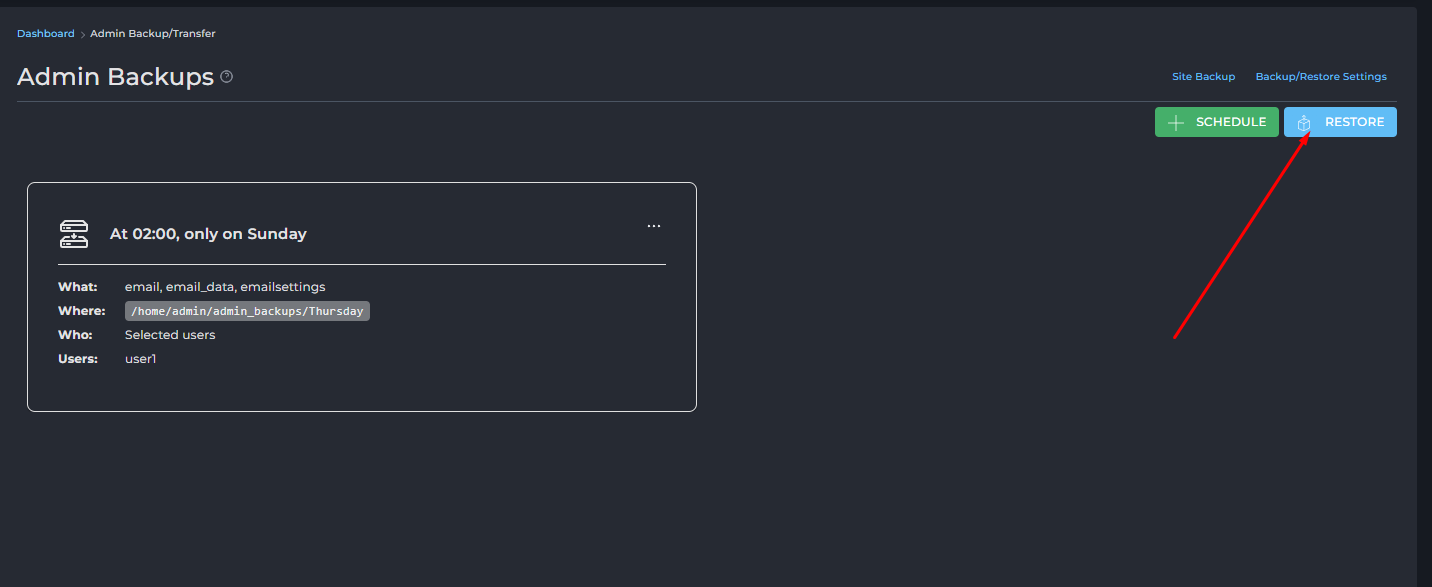 Dashboard > Admin Backup/Transfer
Admin Backups ?
Site Backup Backup/Restore Settings
SCHEDULE RESTORE
At 02:00, only on Sunday ...
What: email, email_data, emailsettings
Where: /home/admin/admin_backups/Thursday
Who: Selected users
Users: user1